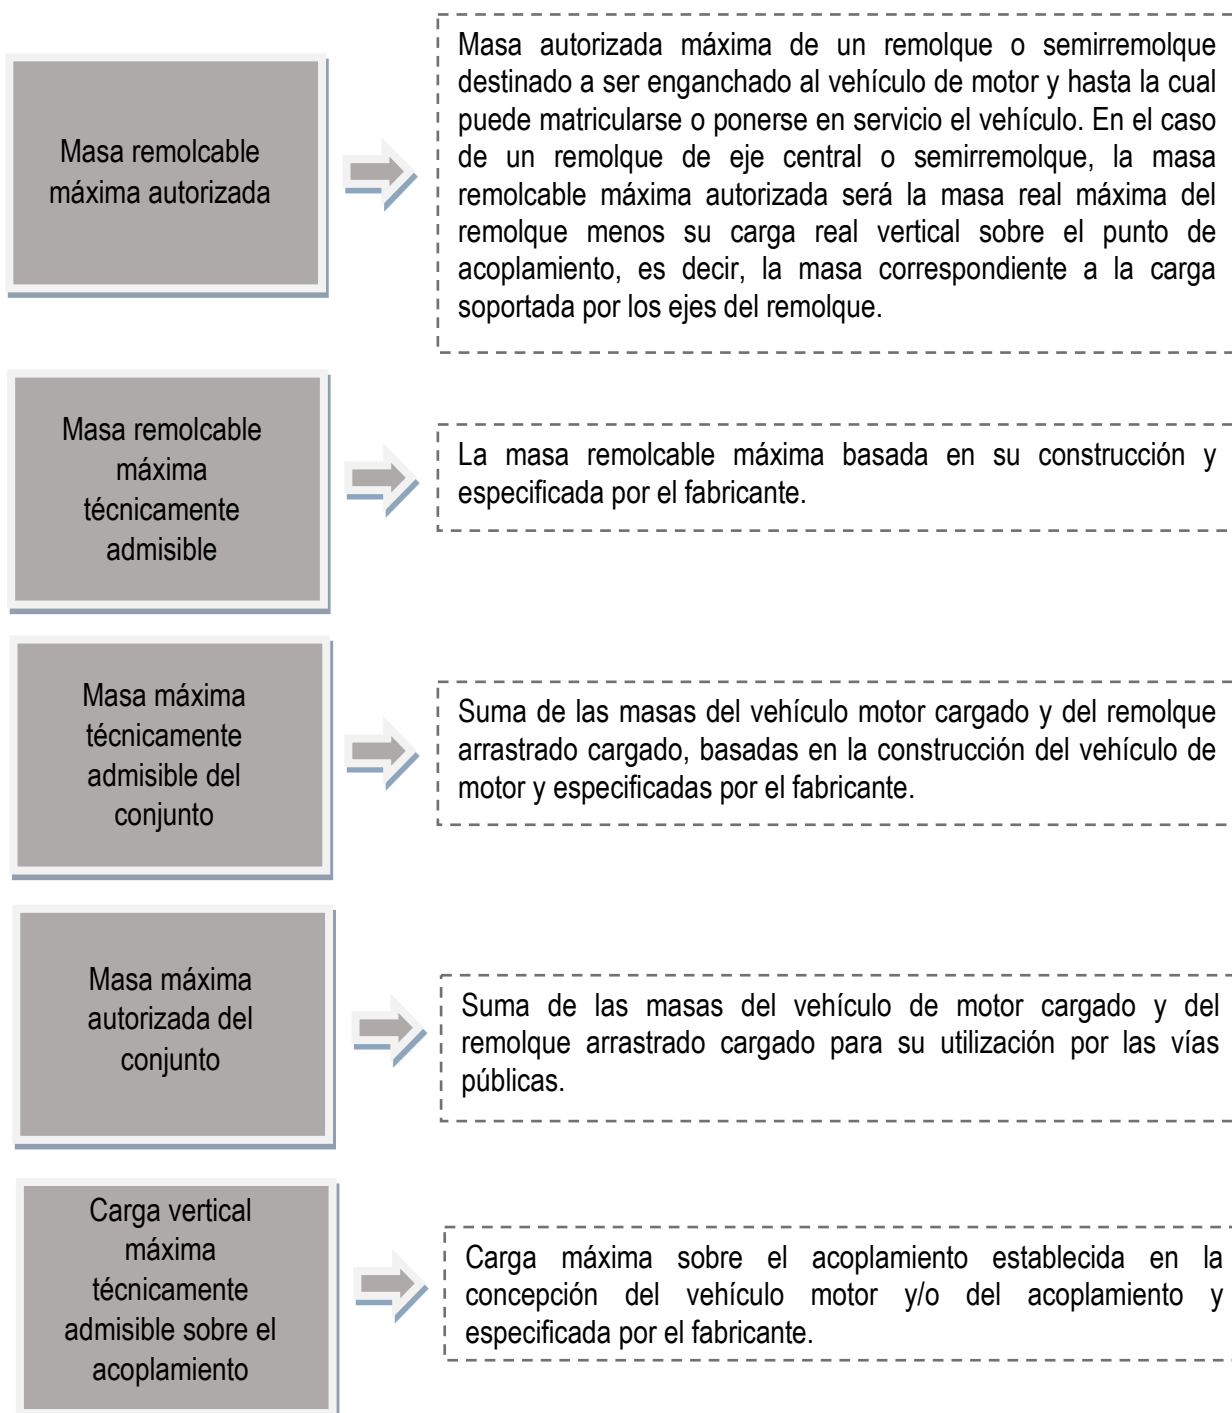 Masa remolcable
máxima autorizada
Masa autorizada máxima de un remolque o semirremolque
destinado a ser enganchado al vehículo de motor y hasta la cual
puede matricularse o ponerse en servicio el vehículo. En el caso
de un remolque de eje central o semirremolque, la masa
remolcable máxima autorizada será la masa real máxima del
remolque menos su carga real vertical sobre el punto de
acoplamiento, es decir, la masa correspondiente a la carga
soportada por los ejes del remolque.
Masa remolcable
máxima
técnicamente
admisible
La masa remolcable máxima basada en su construcción y
especificada por el fabricante.
Masa máxima
técnicamente
admisible del
conjunto
Suma de las masas del vehículo motor cargado y del remolque
arrastrado cargado, basadas en la construcción del vehículo de
motor y especificadas por el fabricante.
Masa máxima
autorizada del
conjunto
Suma de las masas del vehículo de motor cargado y del
remolque arrastrado cargado para su utilización por las vías
públicas.
Carga vertical
máxima
técnicamente
admisible sobre el
acoplamiento
Carga máxima sobre el acoplamiento establecida en la
concepción del vehículo motor y/o del acoplamiento y
especificada por el fabricante.